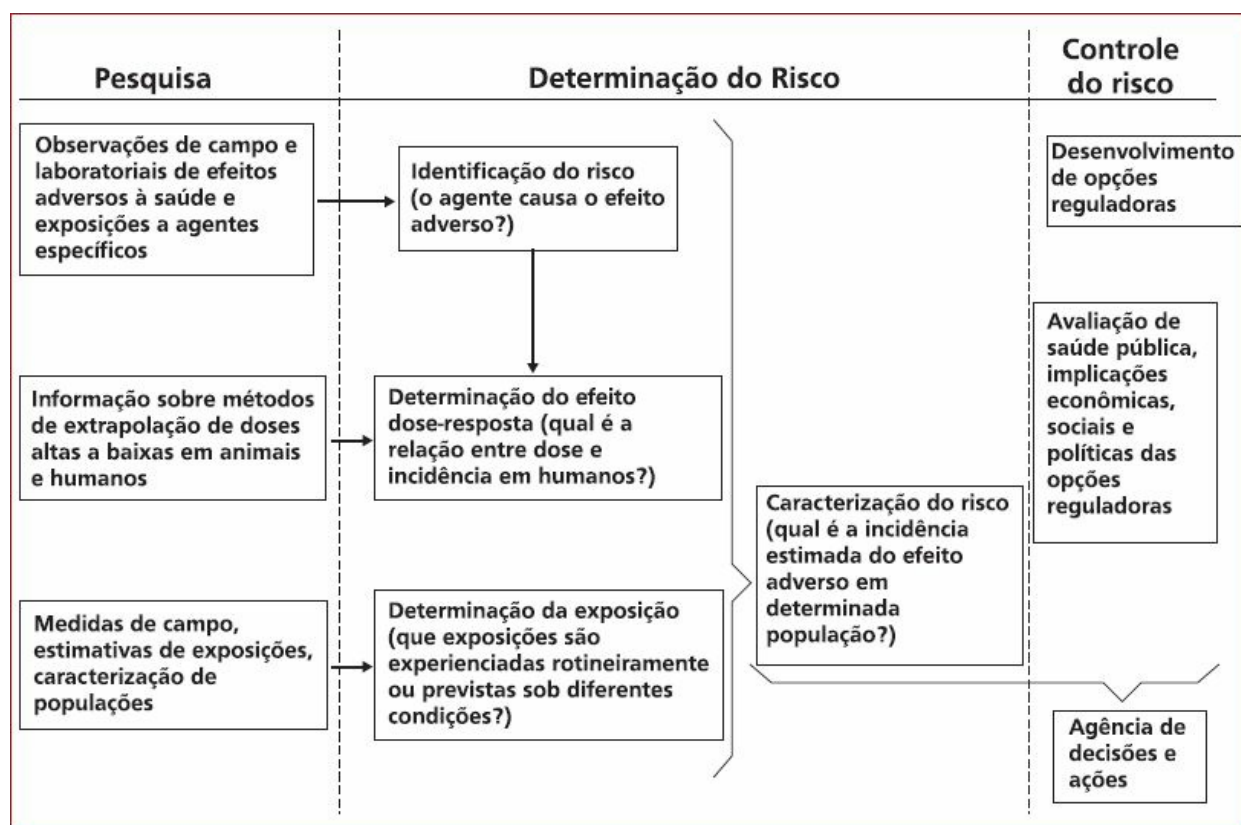 Pesquisa
Determinação do Risco
Controle
do risco
Observações de campo e
laboratoriais de efeitos
adversos à saúde e
exposições a agentes
específicos
Identificação do risco
(o agente causa o efeito
adverso?)
Desenvolvimento
de opções
reguladoras
Informação sobre métodos
de extrapolação de doses
altas a baixas em animais
e humanos
Determinação do efeito
dose-resposta (qual é a
relação entre dose e
incidência em humanos?)
Avaliação de
saúde pública,
implicações
econômicas,
sociais e
políticas das
opções
reguladoras
Caracterização do risco
(qual é a incidência
estimada do efeito
adverso em
determinada
população?)
Medidas de campo,
estimativas de exposições,
caracterização de
populações
Determinação da exposição
(que exposições são
experienciadas rotineiramente
ou previstas sob diferentes
condições?)
Agência de
decisões e
ações